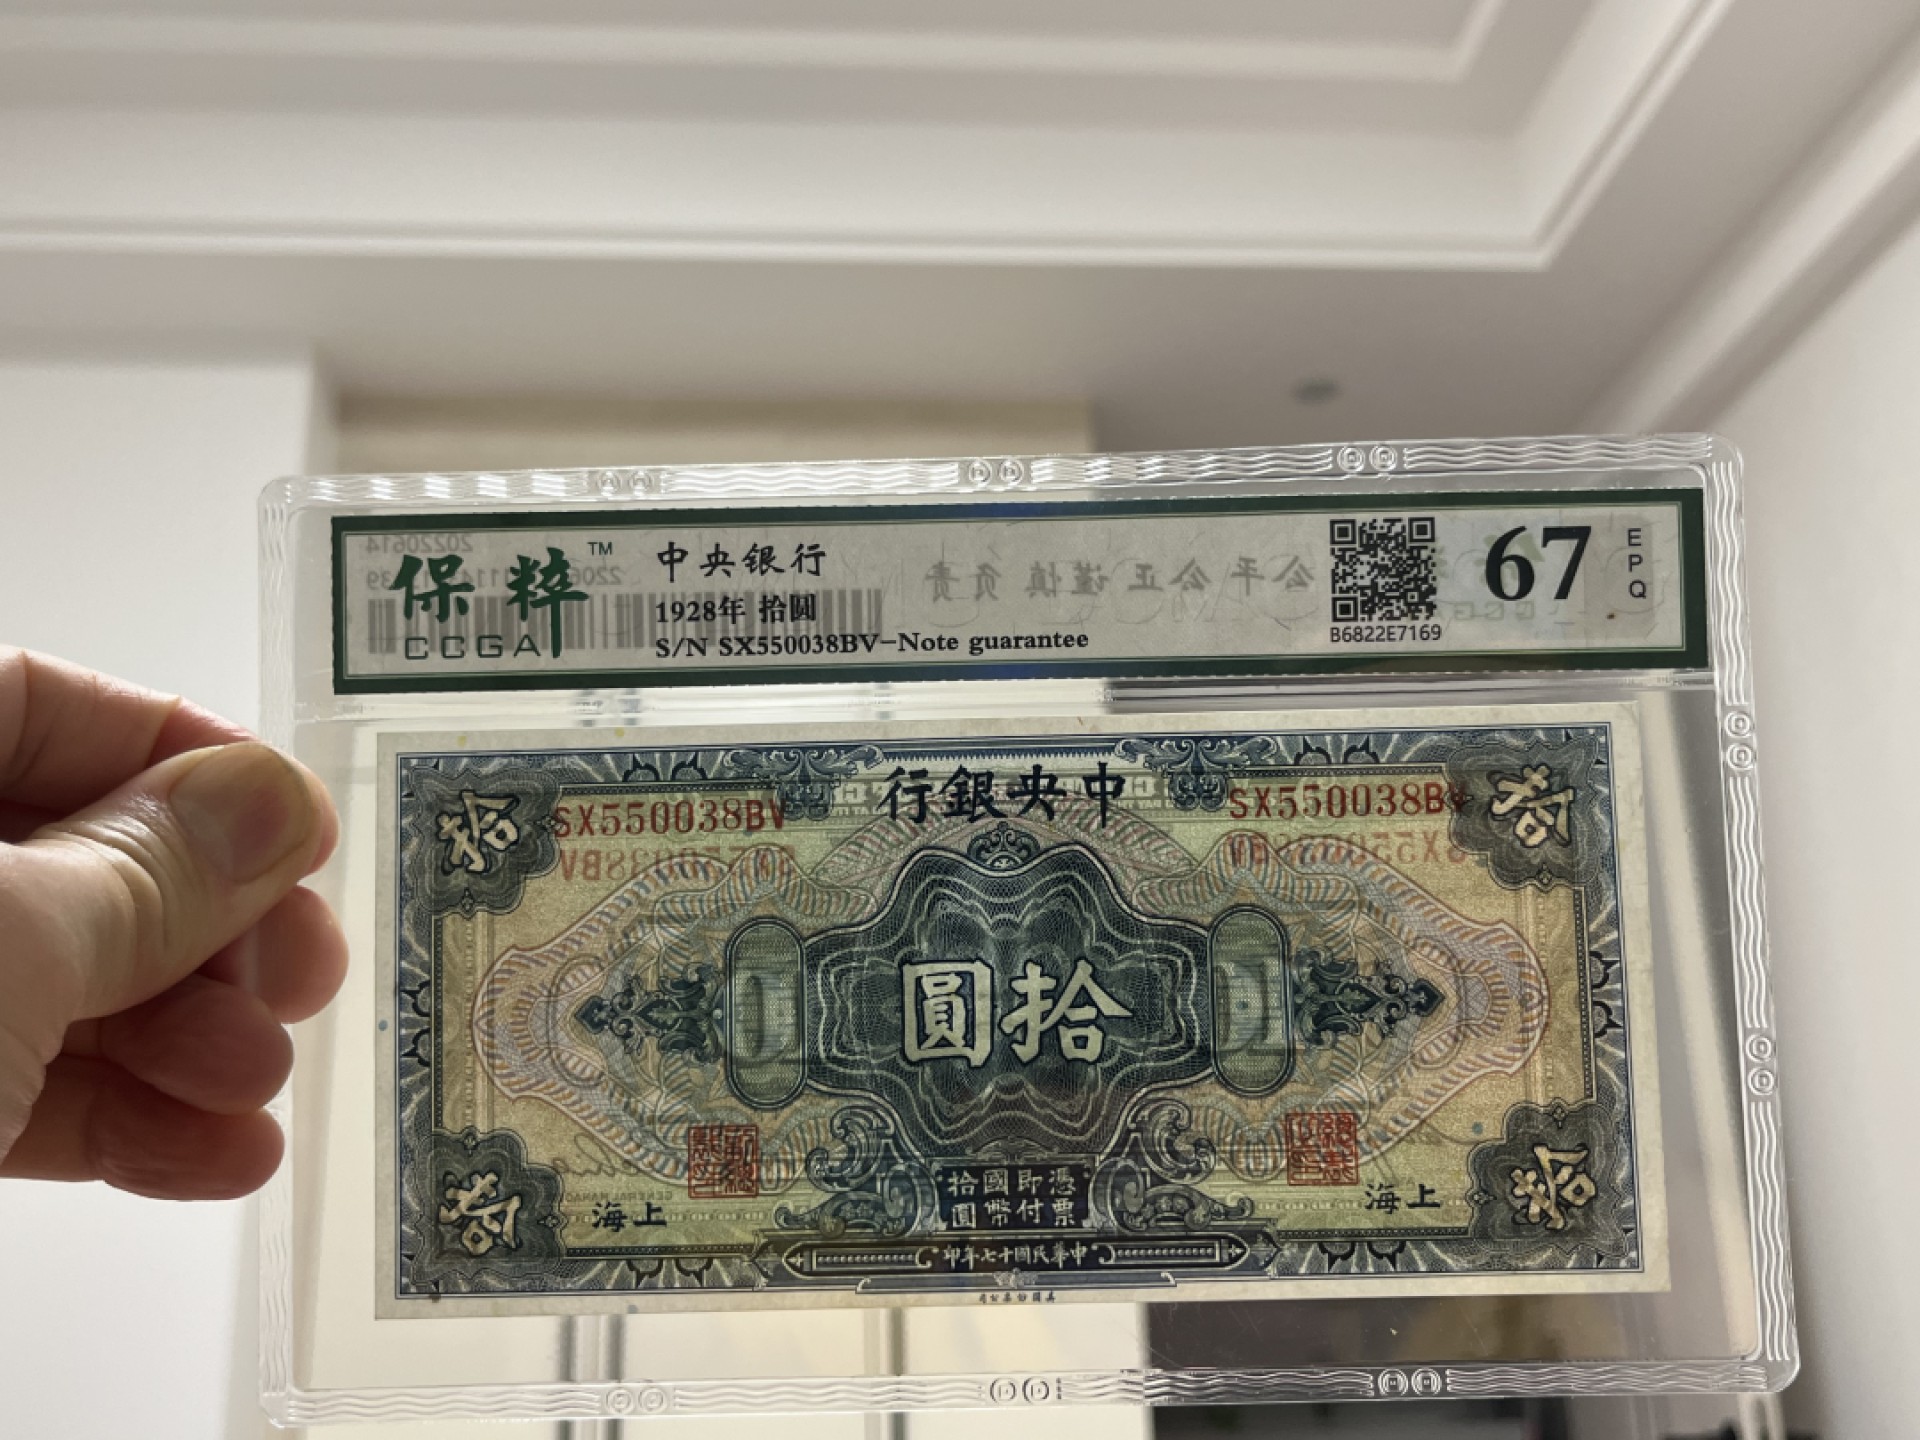 保粹™
CCGA
中央銀行
1928年 拾圓
S/N SX550038BV-Note guarantee
B6822E7169
67
EPQ
20220614
公平公正谨慎负责
行銀央中
SX550038BV
SX550038BV
拾
拾
圓拾
拾
拾
海上
海上
拾國即憑
圓幣付票
印年七十國民華中